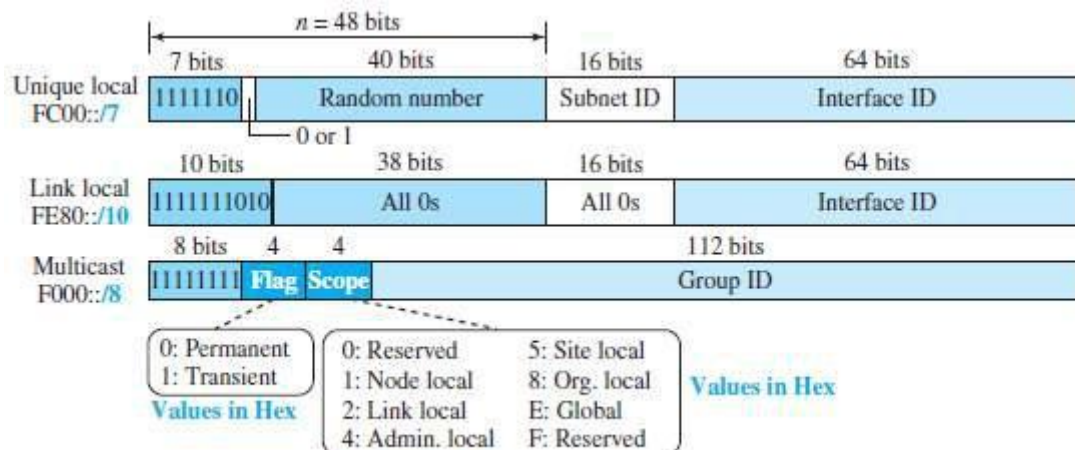 n = 48 bits
7 bits 40 bits 16 bits 64 bits
Unique local
FC00::/7
1111110 Random number Subnet ID Interface ID
0 or 1
10 bits 38 bits 16 bits 64 bits
Link local
FE80::/10
1111111010 All 0s All 0s Interface ID
8 bits 4 4 112 bits
Multicast
F000::/8
11111111 Flag Scope Group ID
0: Permanent
1: Transient
Values in Hex
0: Reserved 5: Site local
1: Node local 8: Org. local
2: Link local E: Global
4: Admin. local F: Reserved
Values in Hex